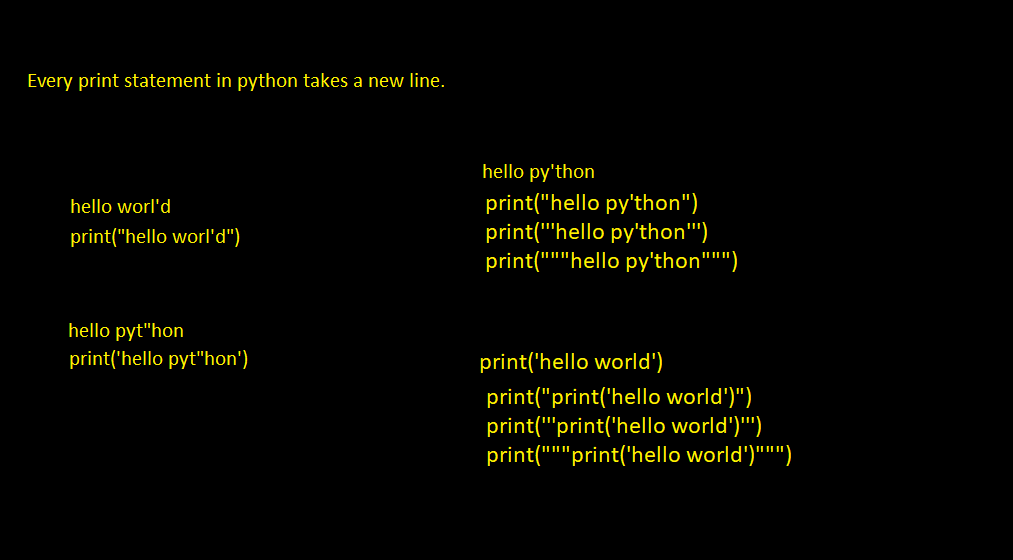 Every print statement in python takes a new line.
hello worl'd
print("hello worl'd")
hello pyt"hon
print('hello pyt"hon')
hello py'thon
print("hello py'thon")
print('''hello py'thon''')
print("""hello py'thon""")
print('hello world')
print("print('hello world')")
print('''print('hello world')''')
print("""print('hello world')""")